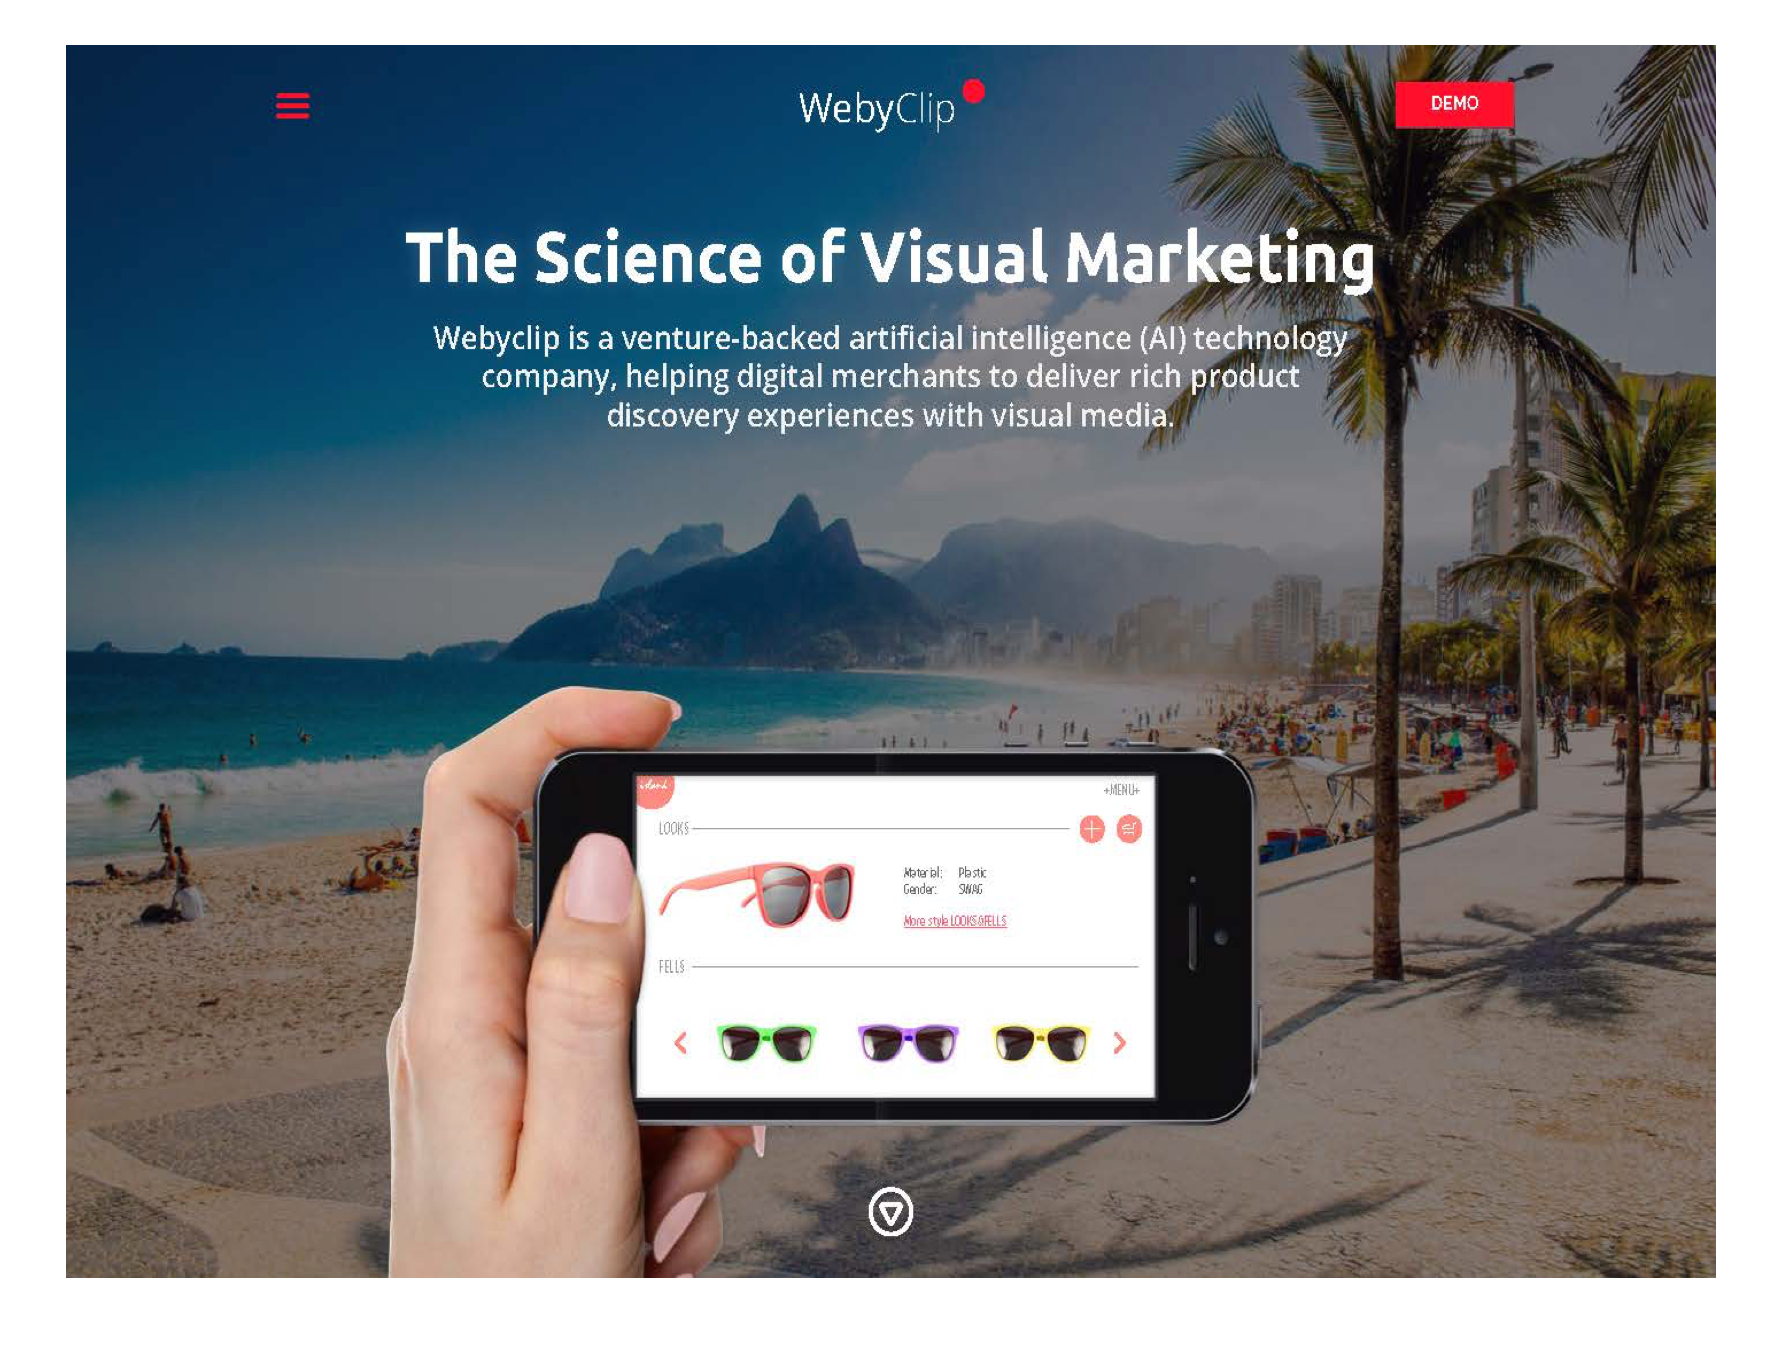 WebyClip
DEMO
The Science of Visual Marketing
Webyclip is a venture-backed artificial intelligence (AI) technology
company, helping digital merchants to deliver rich product
discovery experiences with visual media.
island
+MENU+
LOOKS
Material: Plastic
Gender: SWAG
More style LOOKS&FELLS
FELLS